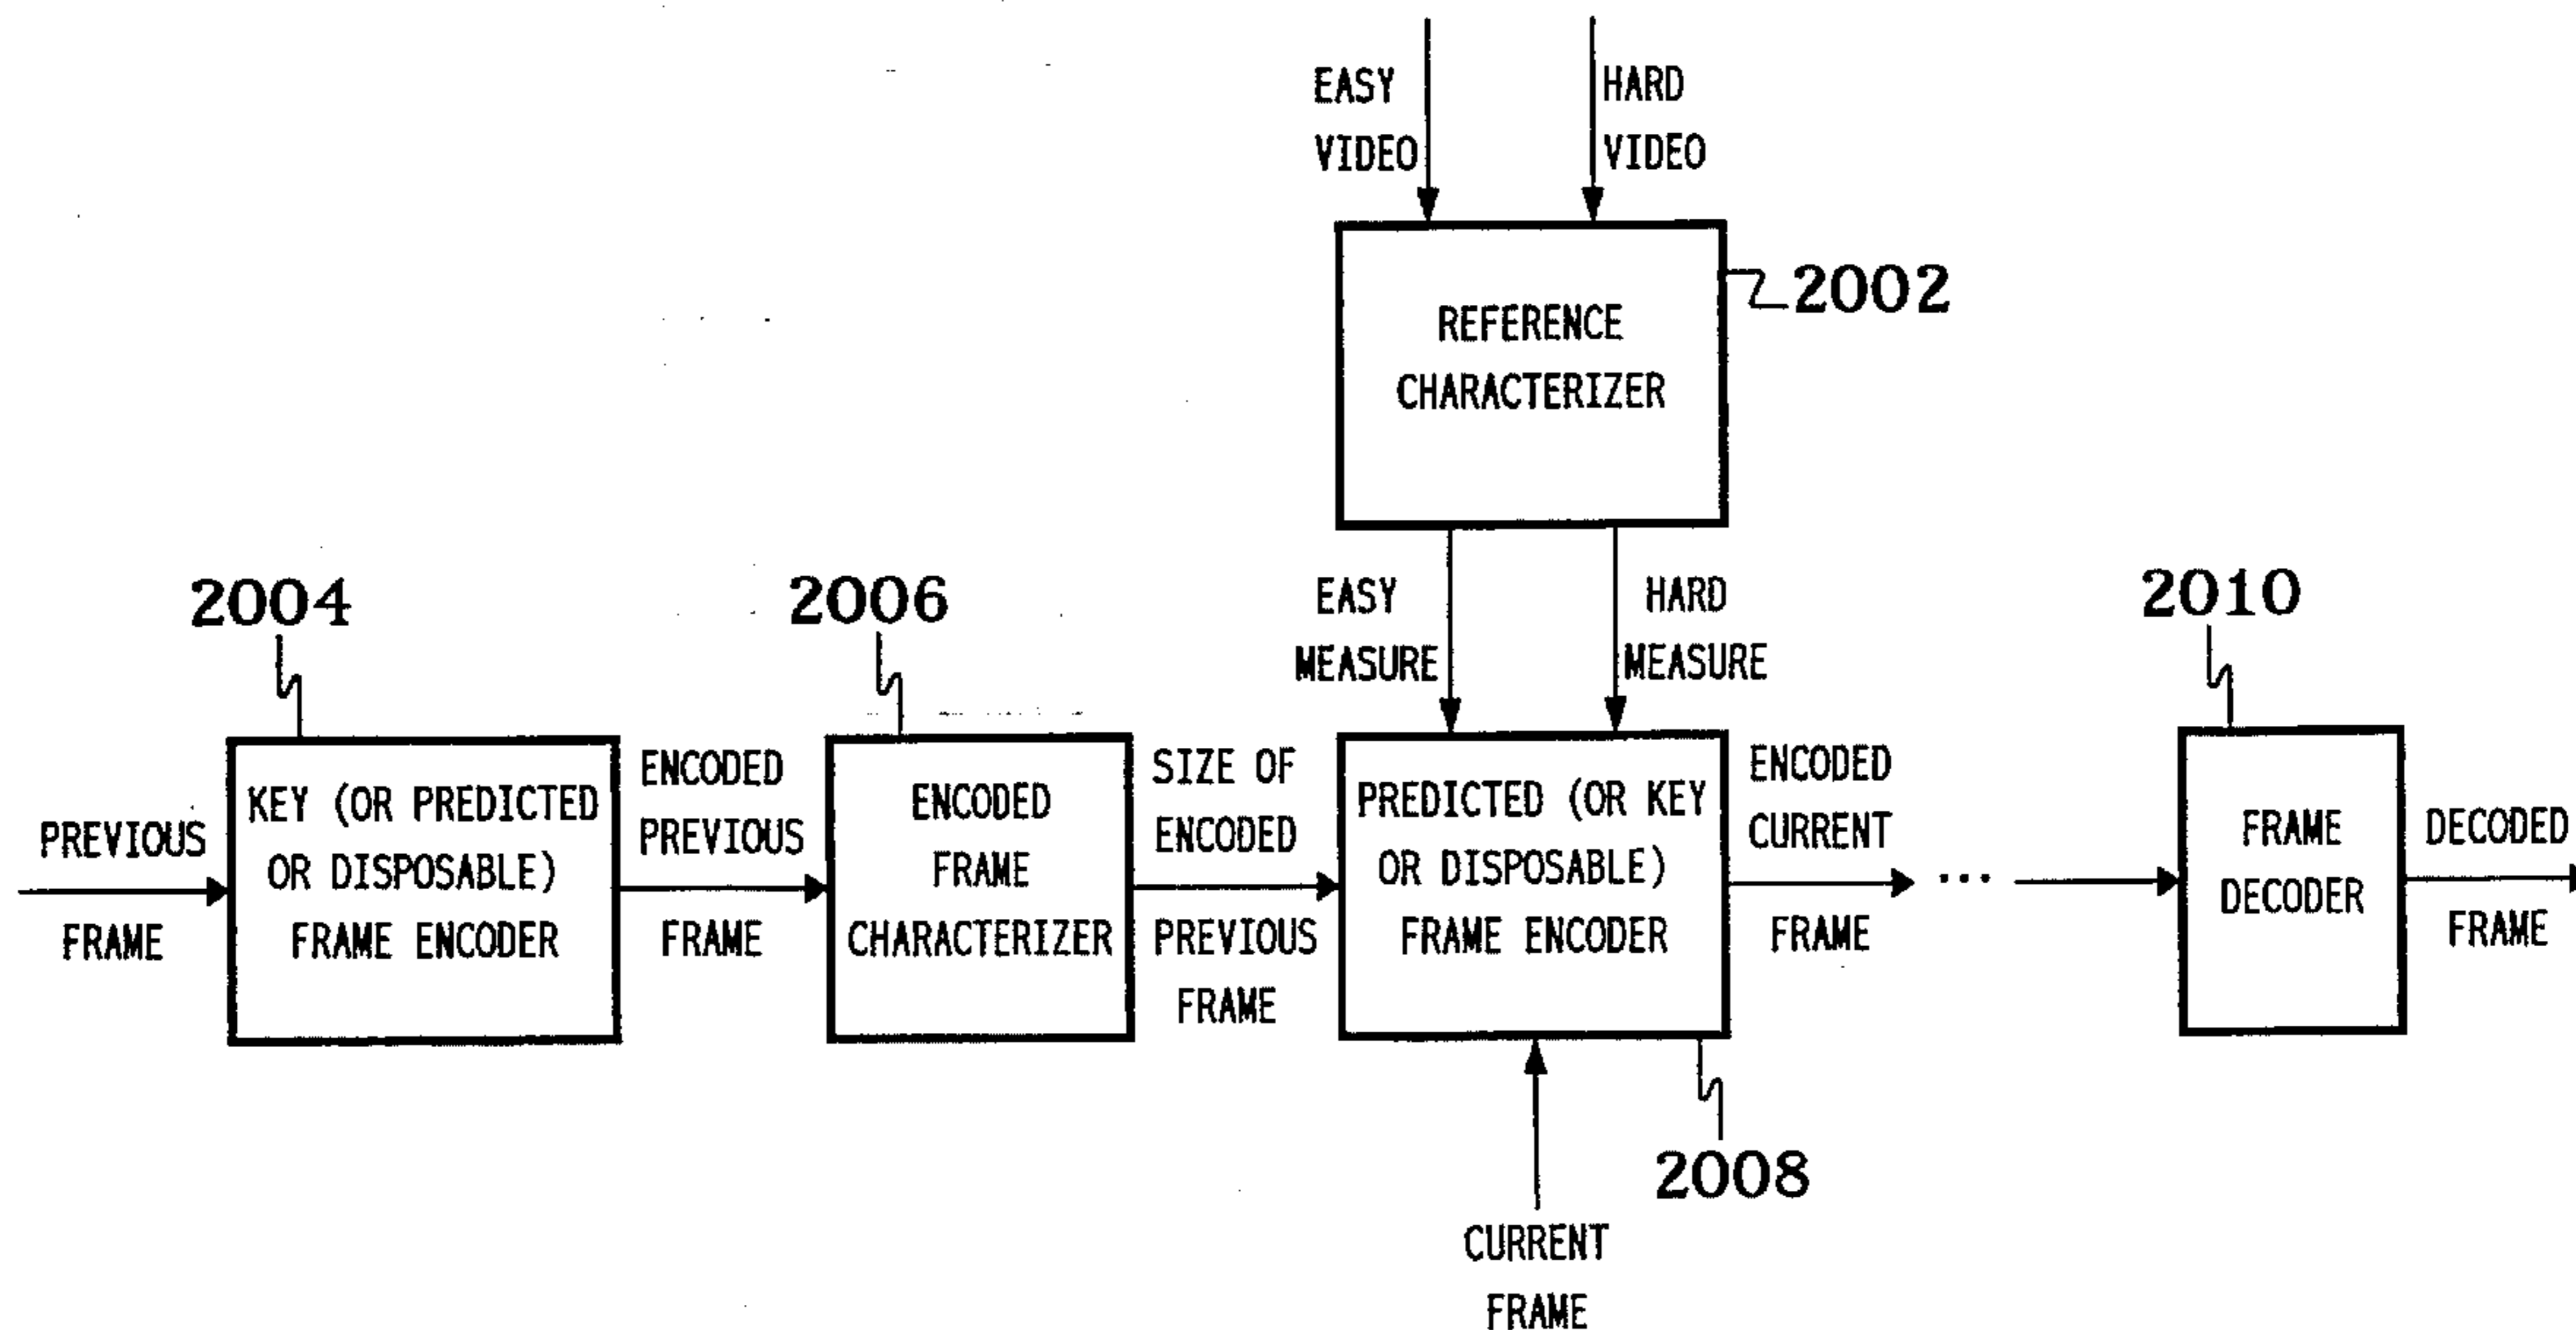 EASY
VIDEO
HARD
VIDEO
2002
REFERENCE
CHARACTERIZER
EASY
MEASURE
HARD
MEASURE
2004
2006
2010
PREVIOUS
FRAME
KEY (OR PREDICTED
OR DISPOSABLE)
FRAME ENCODER
ENCODED
PREVIOUS
FRAME
ENCODED
FRAME
CHARACTERIZER
SIZE OF
ENCODED
PREVIOUS
FRAME
PREDICTED (OR KEY
OR DISPOSABLE)
FRAME ENCODER
ENCODED
CURRENT
FRAME
...
FRAME
DECODER
DECODED
FRAME
2008
CURRENT
FRAME